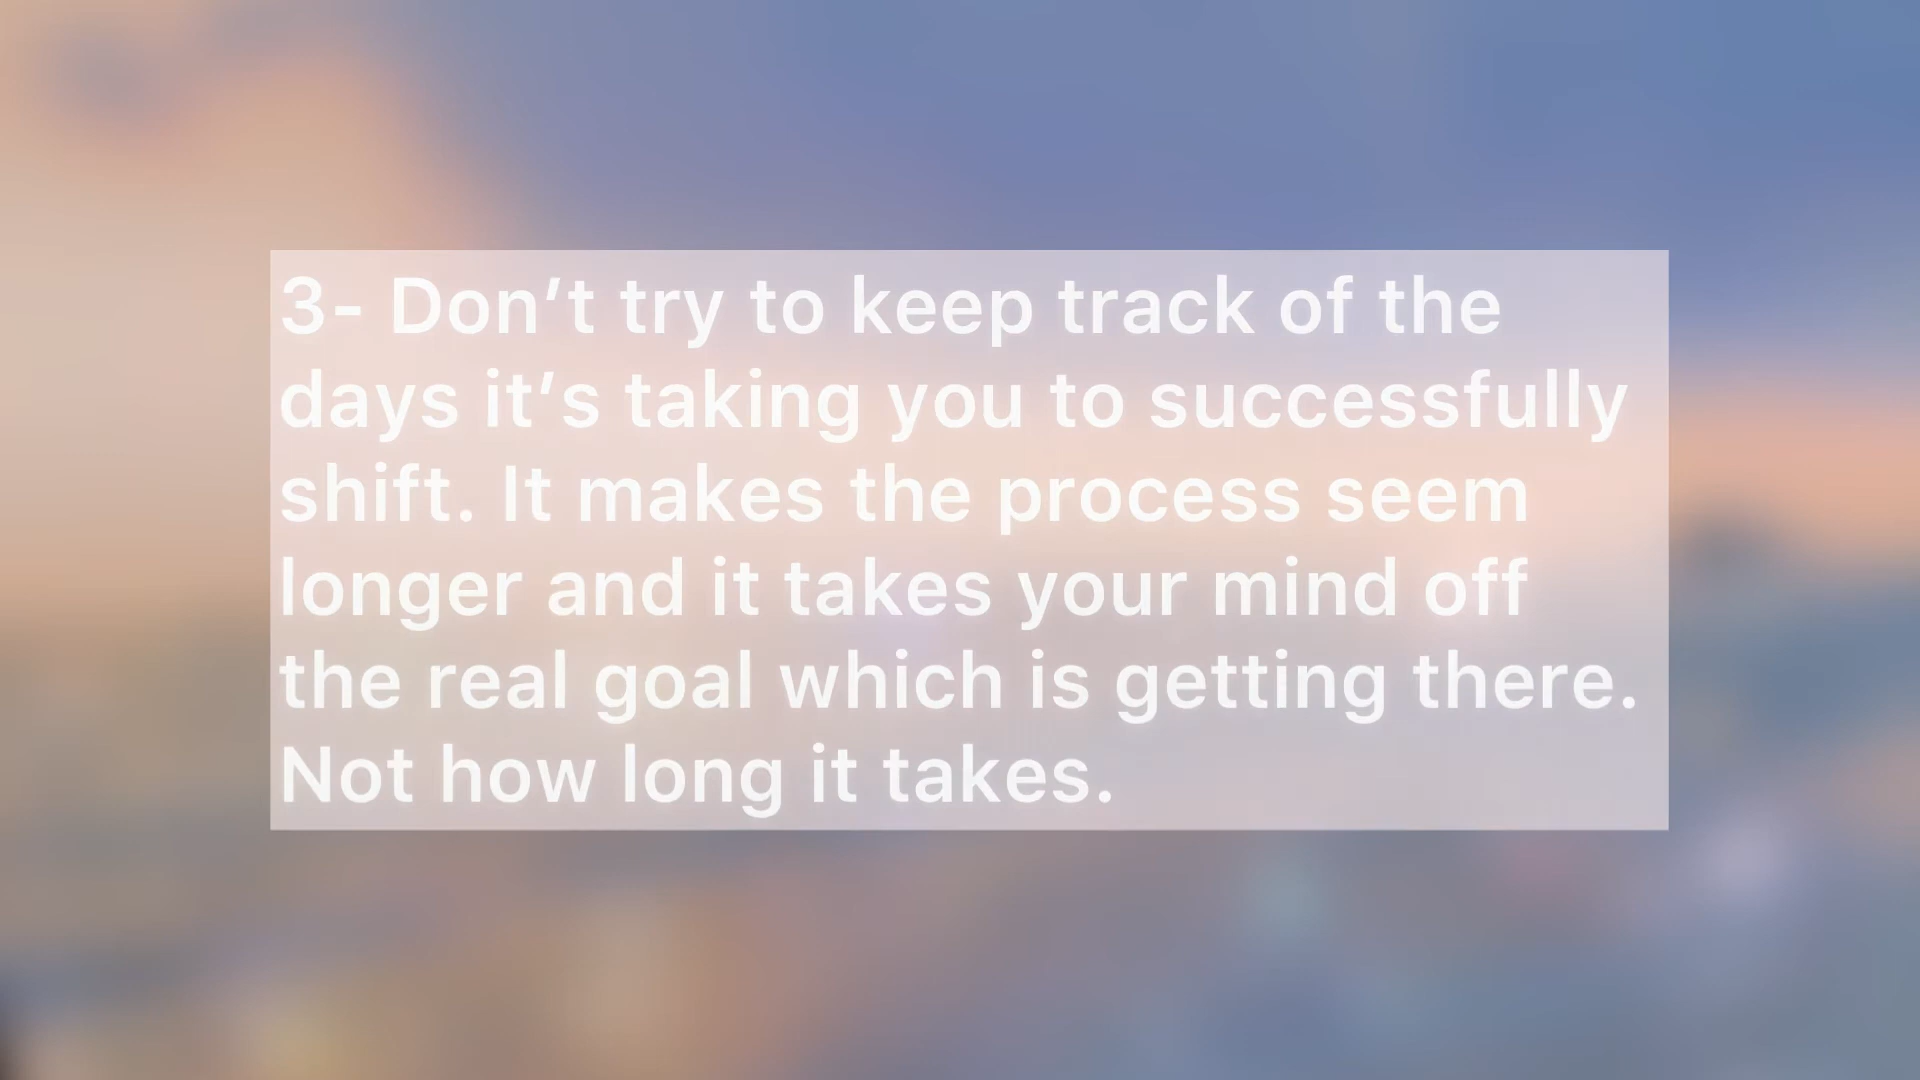 3- Don’t try to keep track of the
days it’s taking you to successfully
shift. It makes the process seem
longer and it takes your mind off
the real goal which is getting there.
Not how long it takes.